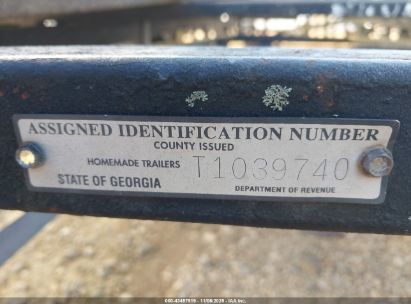 ASSIGNED IDENTIFICATION NUMBER
COUNTY ISSUED
HOMEMADE TRAILERS T1039740
STATE OF GEORGIA DEPARTMENT OF REVENUE